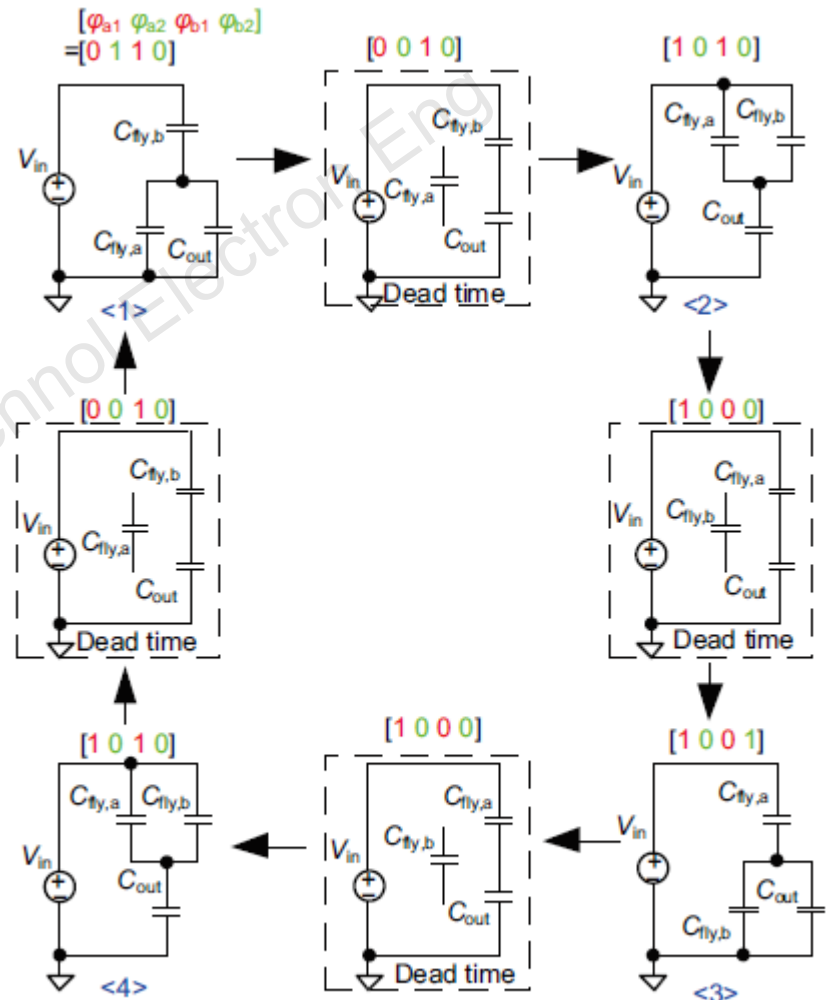 [φa1 φa2 φb1 φb2]
=[0 1 1 0]
Cfly,b
Vin
Cfly,a
Cout
<1>
[0 0 1 0]
Cfly,b
Vin
Cfly,a
Cout
Dead time
[1 0 1 0]
Cfly,a
Cfly,b
Vin
Cout
<2>
[0 0 1 0]
Cfly,b
Vin
Cfly,a
Cout
Dead time
[1 0 0 0]
Cfly,a
Vin
Cfly,b
Cout
Dead time
[1 0 1 0]
Cfly,a
Cfly,b
Vin
Cout
<4>
[1 0 0 0]
Cfly,a
Vin
Cfly,b
Cout
Dead time
[1 0 0 1]
Cfly,a
Vin
Cout
Cfly,b
<3>
Electron Eng